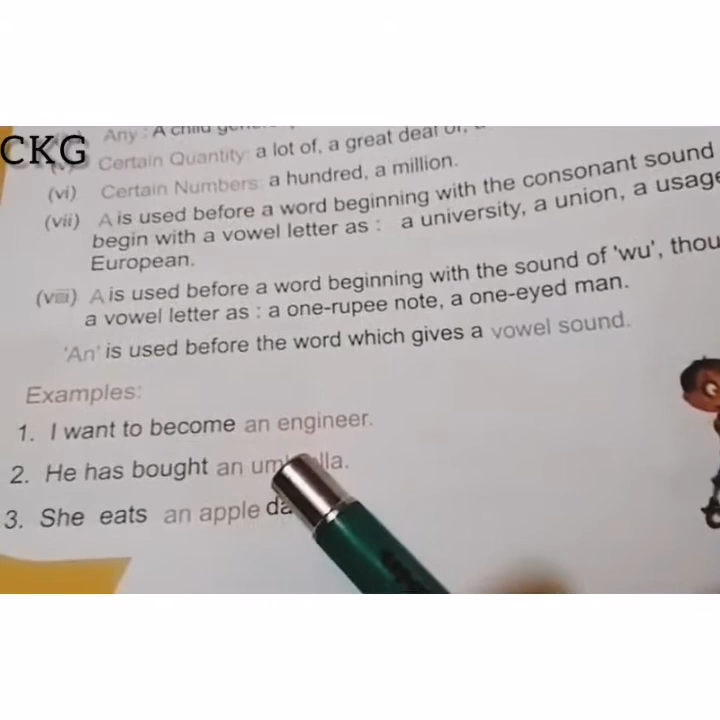 Any : A child
CKG
Certain Quantity: a lot of, a great deal of,
(vi) Certain Numbers: a hundred, a million.
(vii) A is used before a word beginning with the consonant sound
begin with a vowel letter as : a university, a union, a usage
European.
(viii) A is used before a word beginning with the sound of 'wu', thou
a vowel letter as : a one-rupee note, a one-eyed man.
'An' is used before the word which gives a vowel sound.
Examples:
1. I want to become an engineer.
2. He has bought an um lla.
3. She eats an apple da